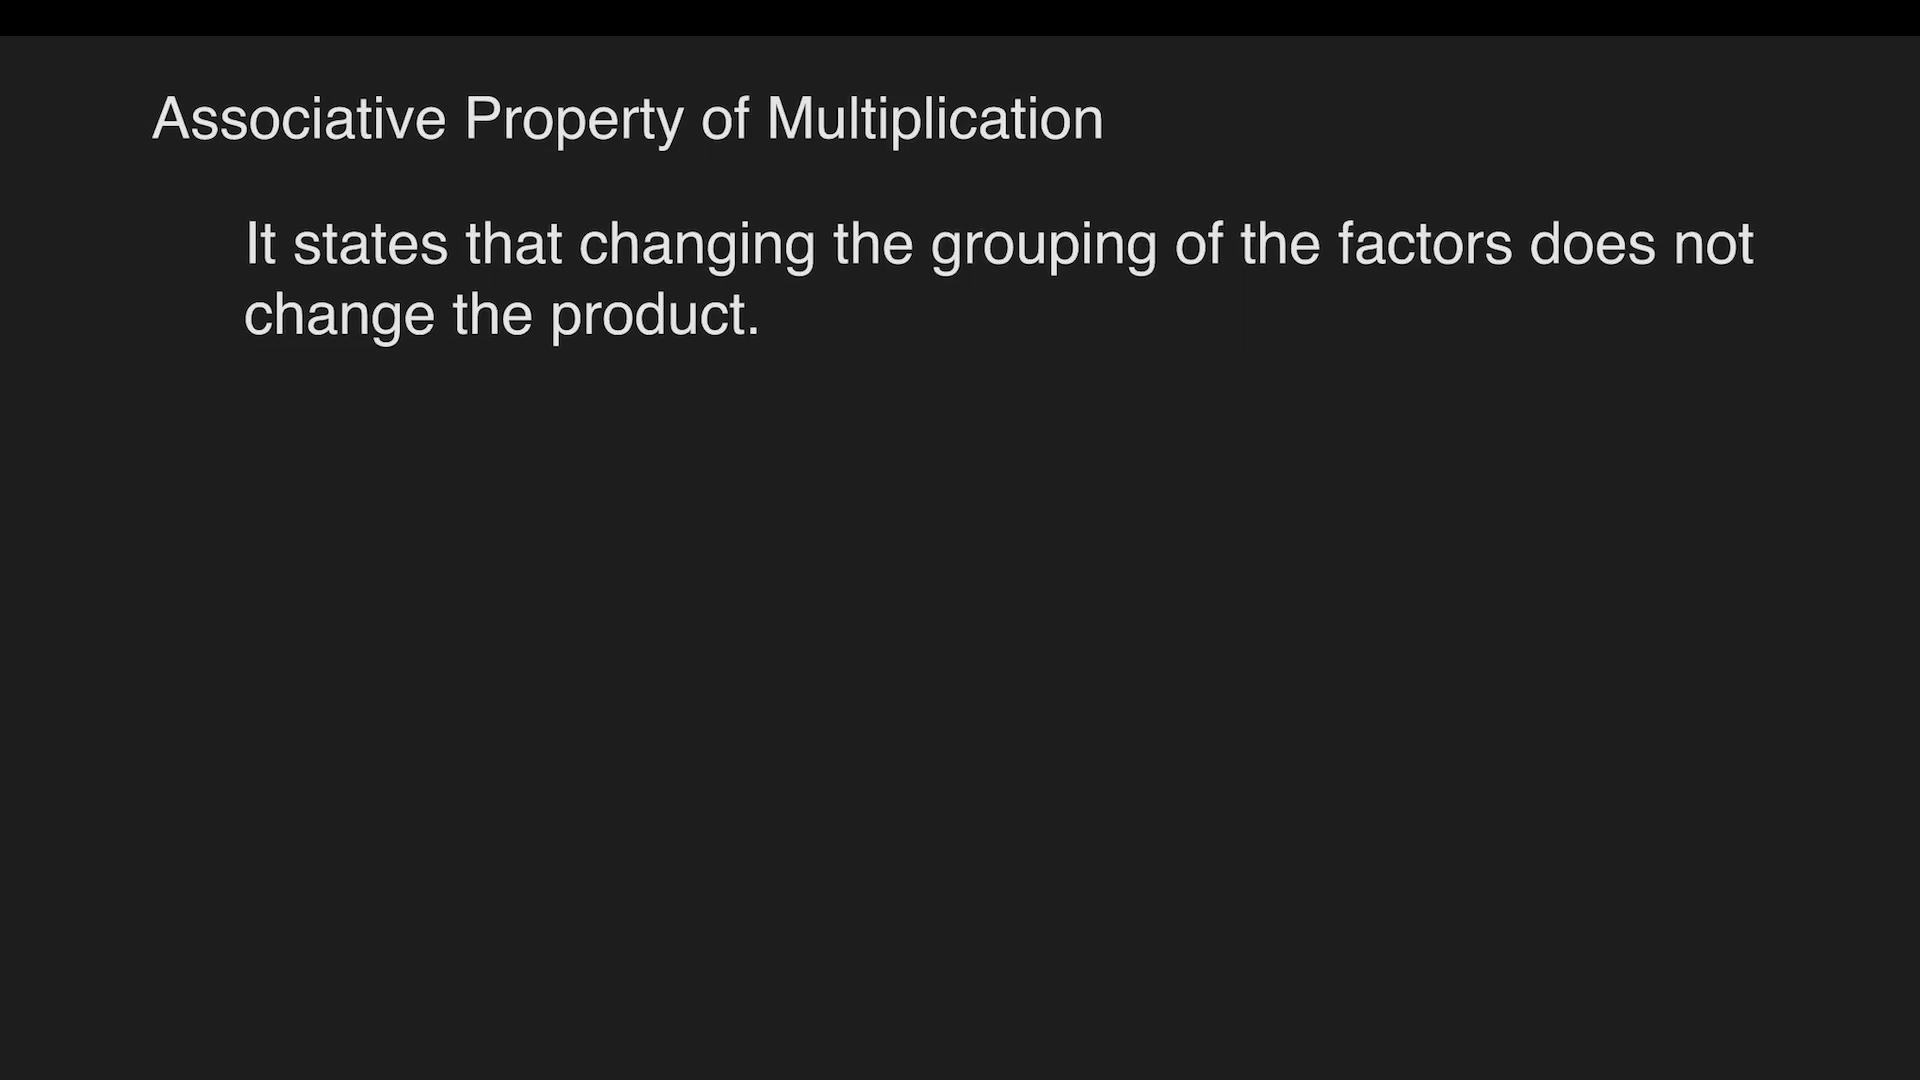 Associative Property of Multiplication
It states that changing the grouping of the factors does not
change the product.